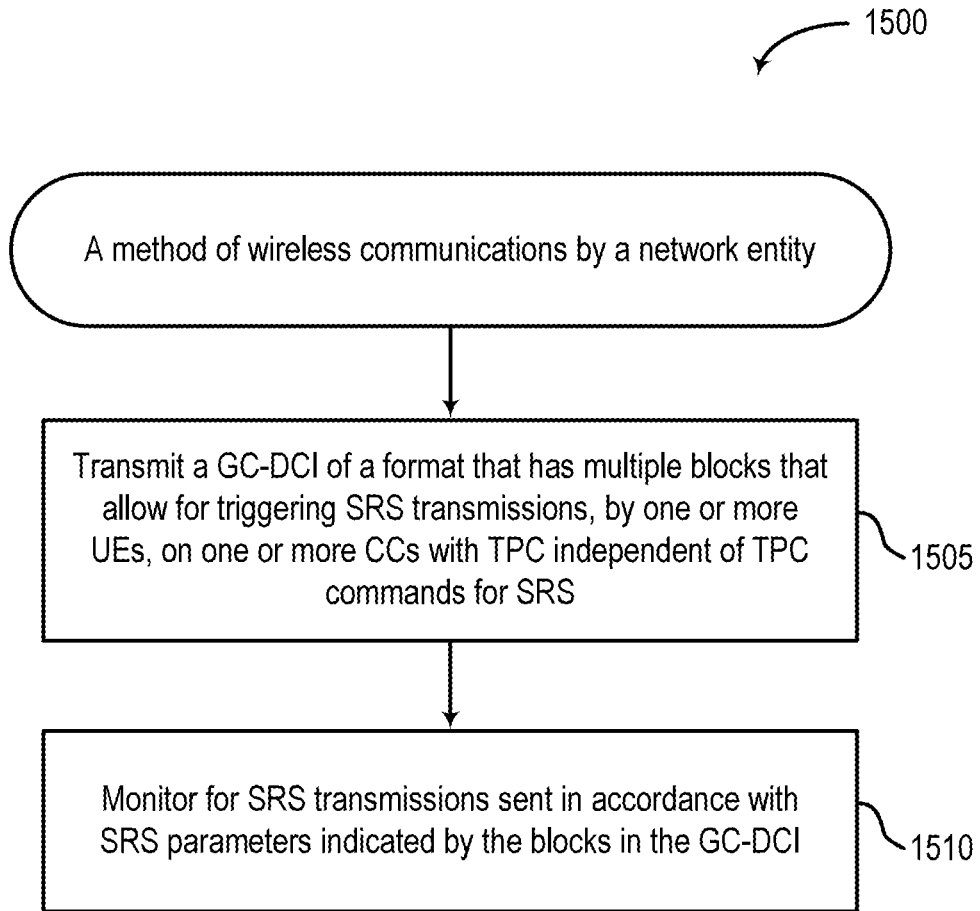 1500
A method of wireless communications by a network entity
Transmit a GC-DCI of a format that has multiple blocks that
allow for triggering SRS transmissions, by one or more
UEs, on one or more CCs with TPC independent of TPC
commands for SRS
1505
Monitor for SRS transmissions sent in accordance with
SRS parameters indicated by the blocks in the GC-DCI
1510